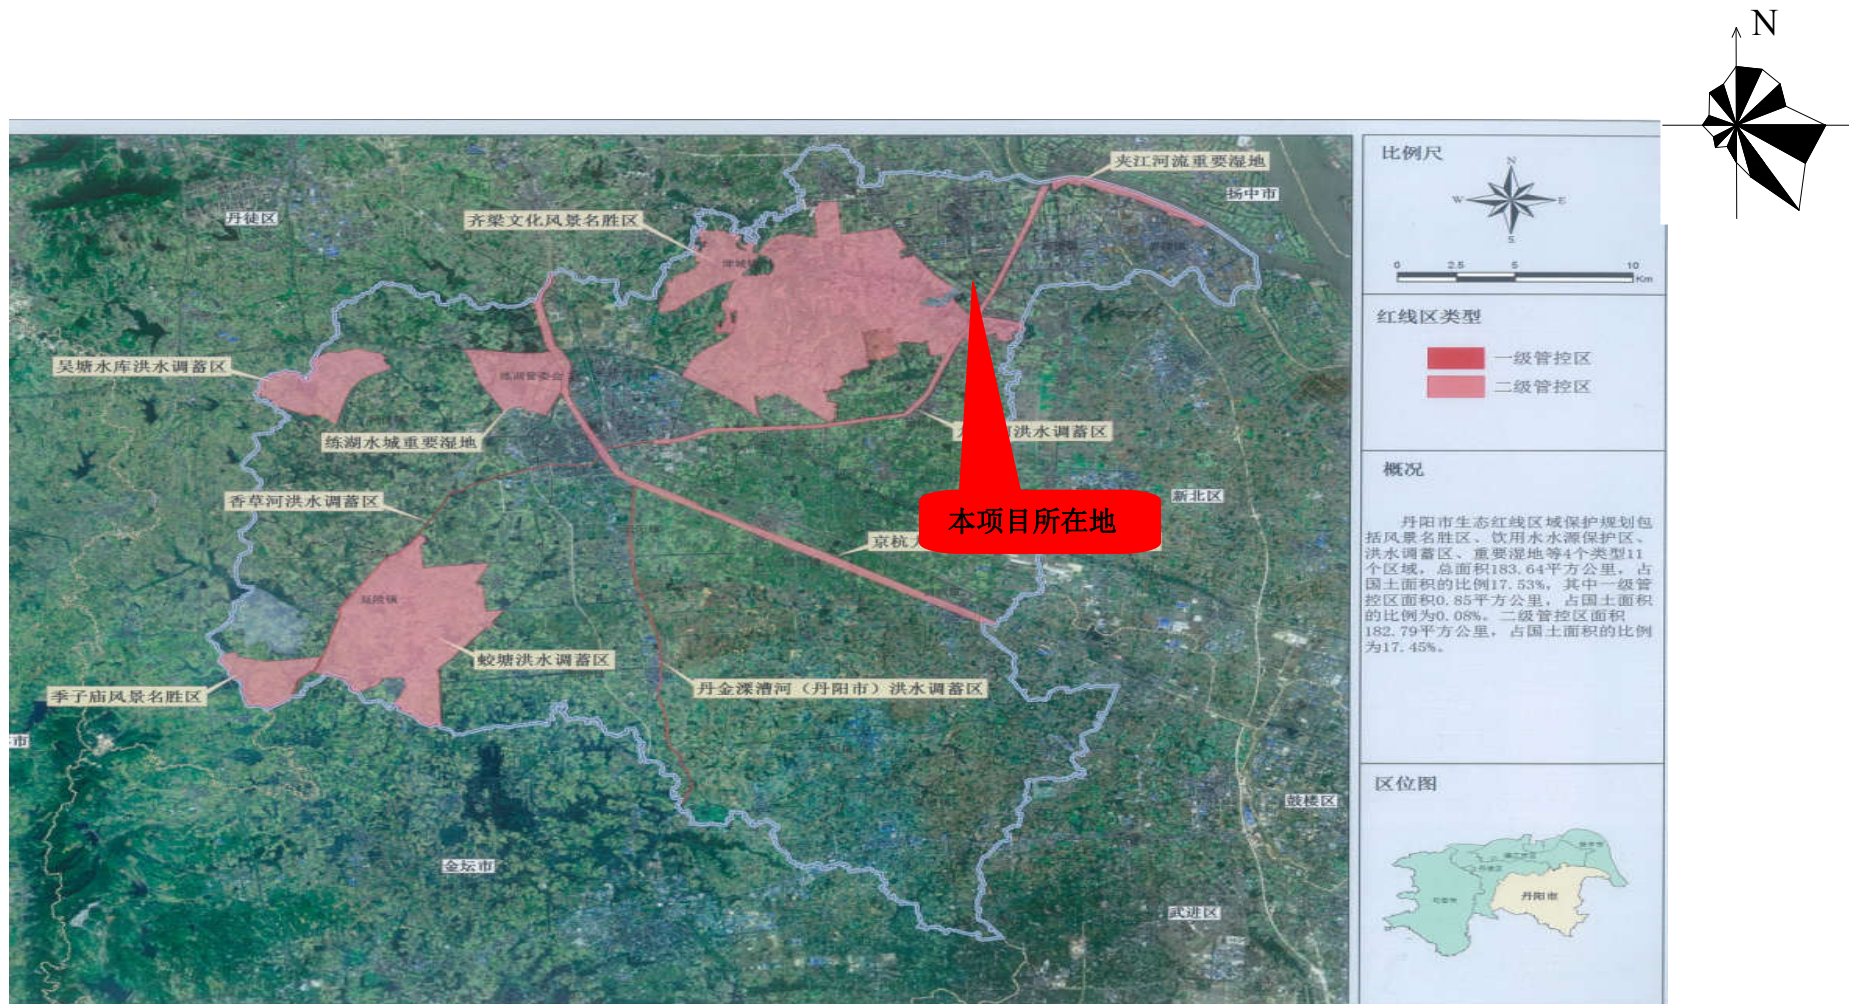 N
夹江河流重要湿地
扬中市
丹徒区
齐梁文化风景名胜区
吴塘水库洪水调蓄区
练湖管委会
练湖水城重要湿地
洪水调蓄区
香草河洪水调蓄区
新北区
本项目所在地
京杭
延陵镇
蛟塘洪水调蓄区
季子庙风景名胜区
丹金溧漕河（丹阳市）洪水调蓄区
市
鼓楼区
金坛市
武进区
比例尺
N
W
E
S
0 2.5 5 10
Km
红线区类型
一级管控区
二级管控区
概况
丹阳市生态红线区域保护规划包
括风景名胜区、饮用水水源保护区、
洪水调蓄区、重要湿地等4个类型11
个区域，总面积183.64平方公里，占
国土面积的比例17.53%，其中一级管
控区面积0.85平方公里，占国土面积
的比例为0.08%。二级管控区面积
182.79平方公里，占国土面积的比例
为17.45%。
区位图
丹阳市